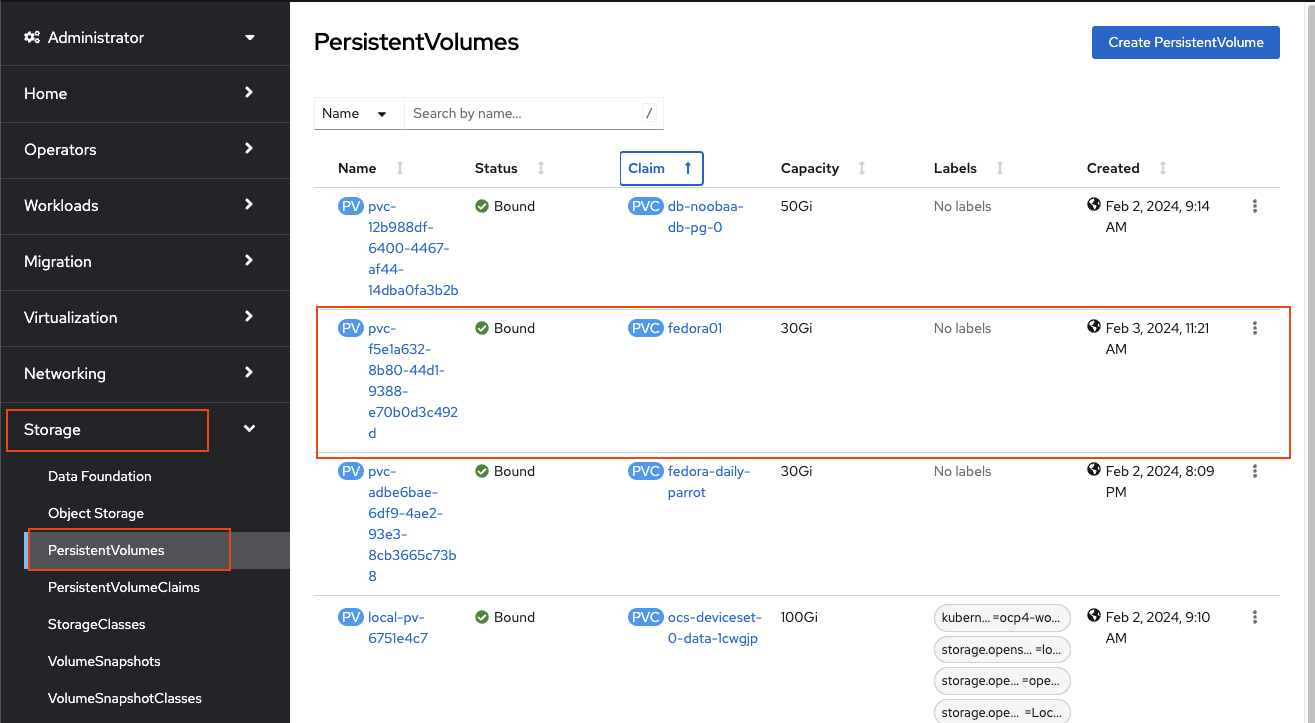 Administrator
Home
Operators
Workloads
Migration
Virtualization
Networking
Storage
Data Foundation
Object Storage
PersistentVolumes
PersistentVolumeClaims
StorageClasses
VolumeSnapshots
VolumeSnapshotClasses
PersistentVolumes
Create PersistentVolume
Name
Search by name...
/
Name Status Claim Capacity Labels Created
PV pvc- Bound PVC db-noobaa- 50Gi No labels Feb 2, 2024, 9:14
12b988df- db-pg-0 AM
6400-4467-
af44-
14dba0fa3b2b
PV pvc- Bound PVC fedora01 30Gi No labels Feb 3, 2024, 11:21
f5e1a632- AM
8b80-44d1-
9388-
e70b0d3c492
d
PV pvc- Bound PVC fedora-daily- 30Gi No labels Feb 2, 2024, 8:09
adbe6bae- parrot PM
6df9-4ae2-
93e3-
8cb3665c73b
8
PV local-pv- Bound PVC ocs-deviceset- 100Gi kubern... =ocp4-wo... Feb 2, 2024, 9:10
6751e4c7 0-data-1cwgjp AM
storage.opens... =lo...
storage.ope... =ope...
storage.ope... =Loc...